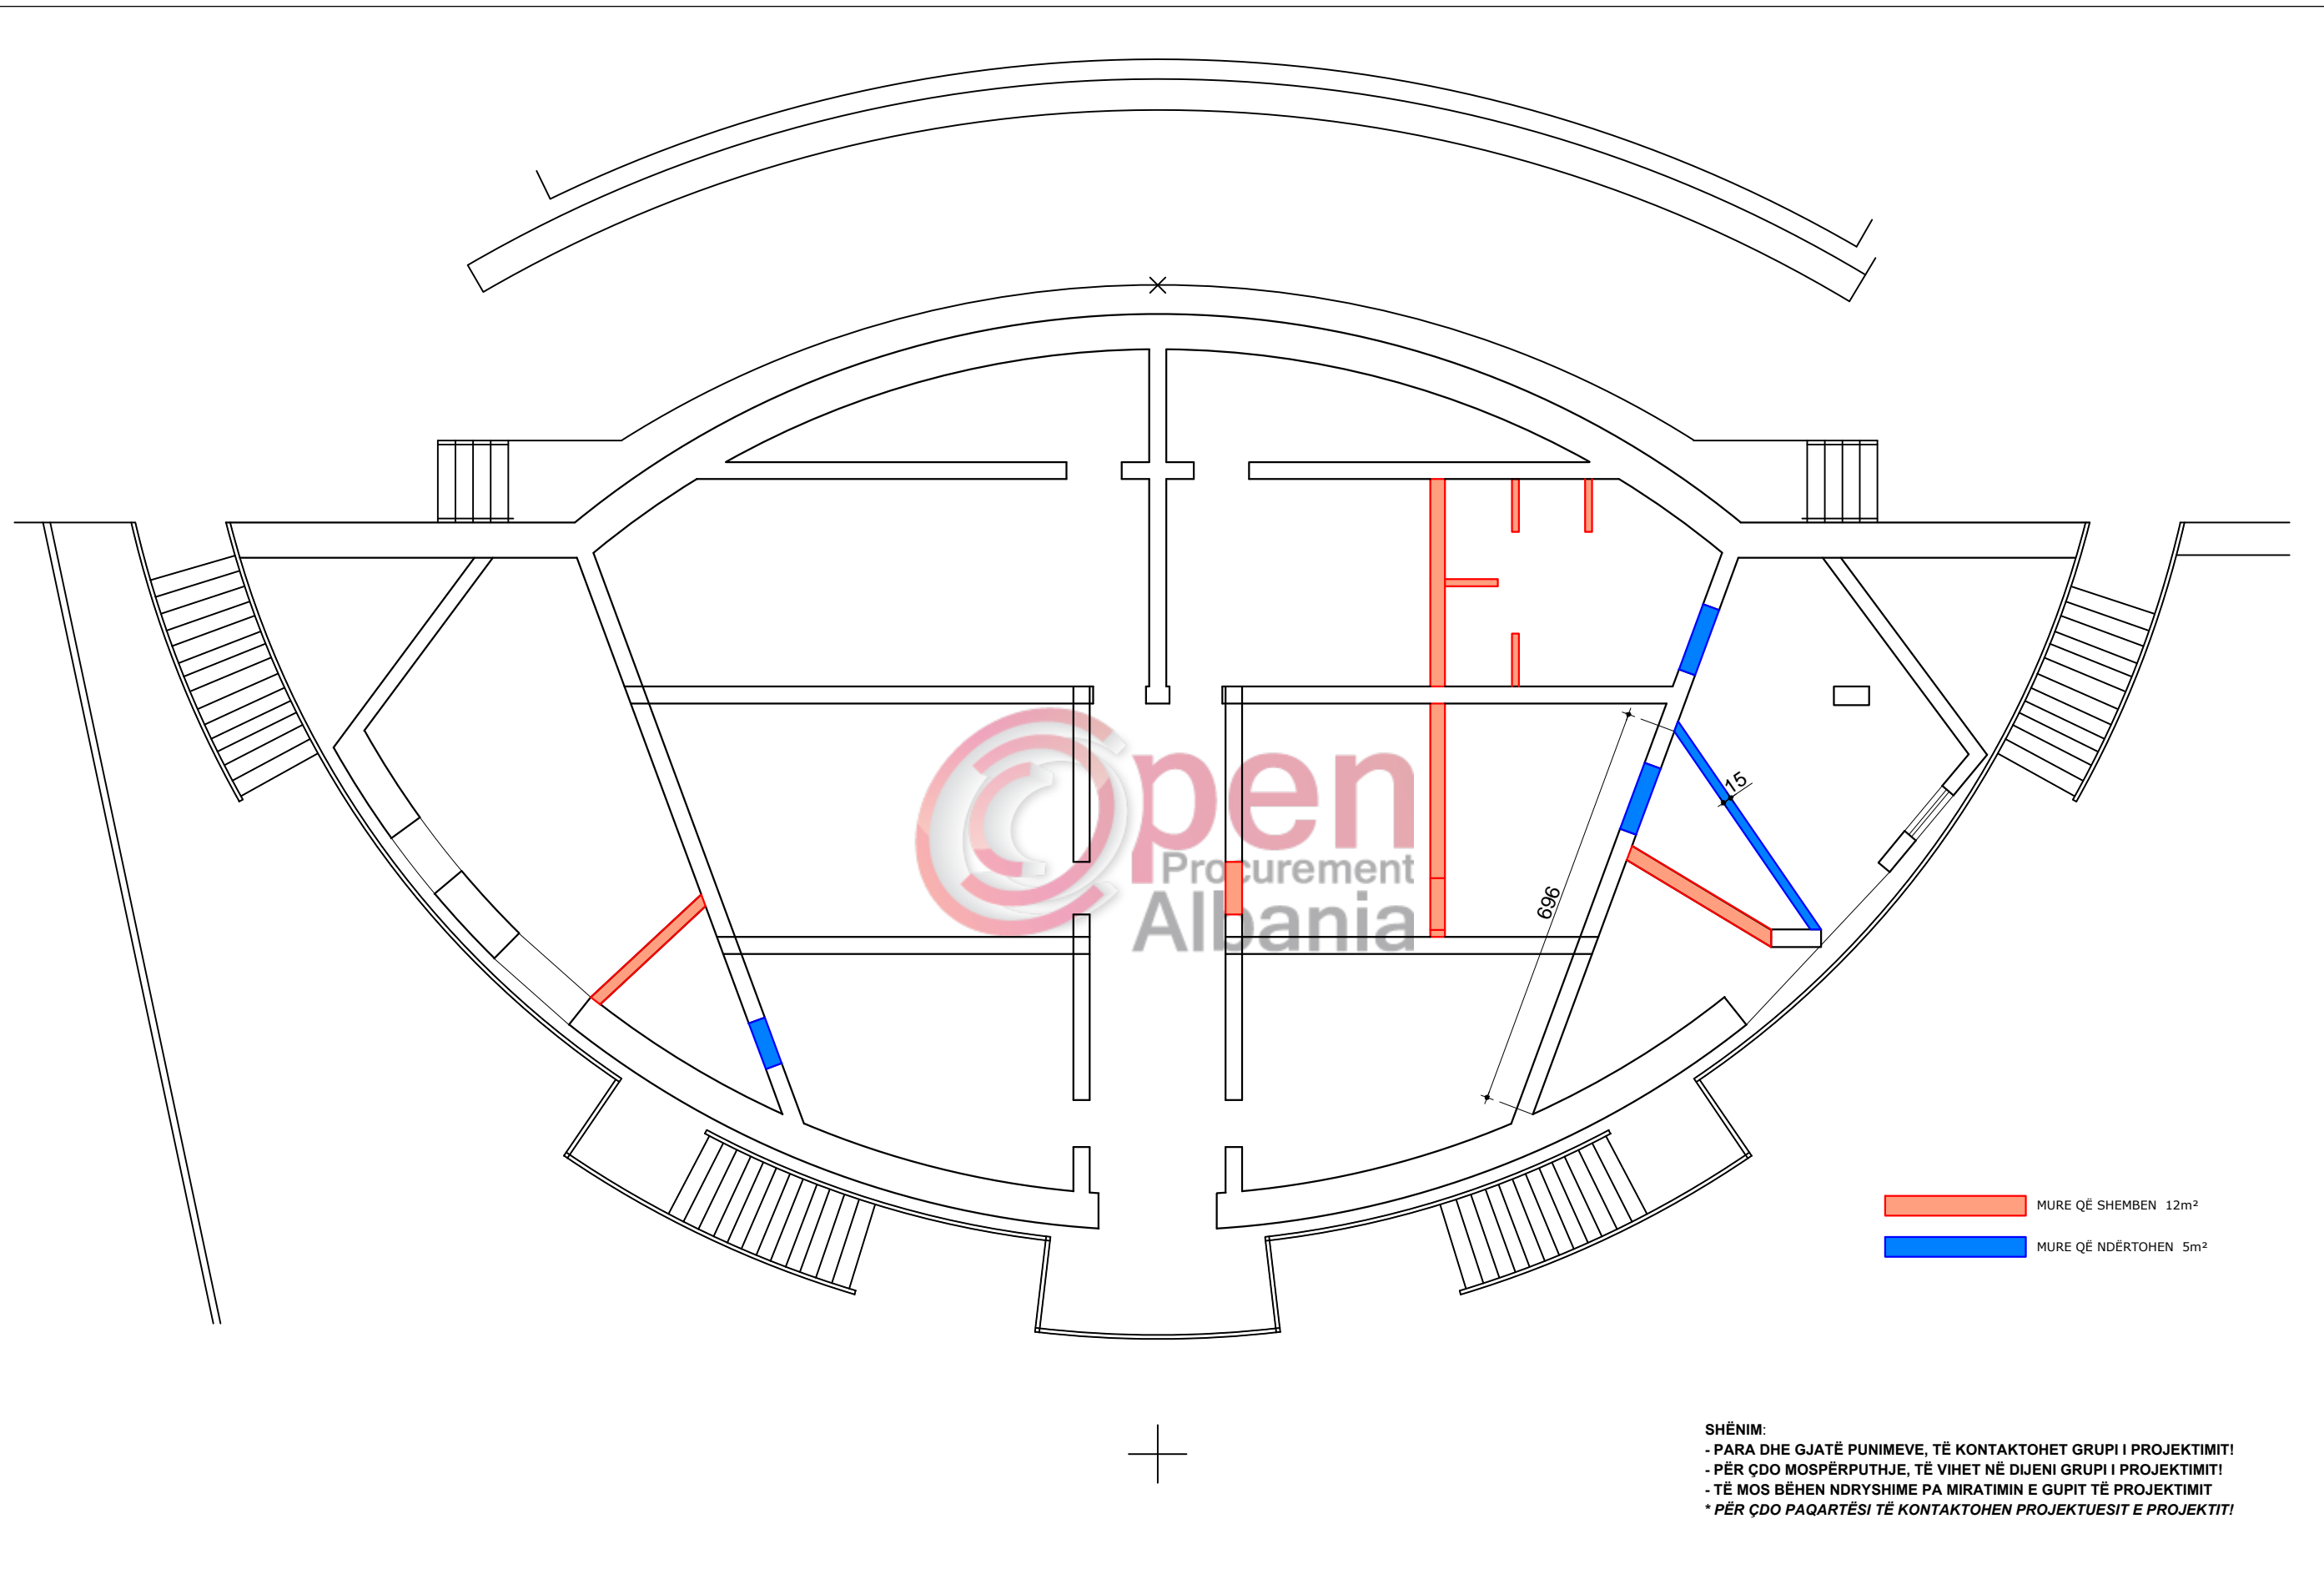 15
696
Open
Procurement
Albania
MURE QË SHEMBEN 12m²
MURE QË NDËRTOHEN 5m²
SHËNIM:
- PARA DHE GJATË PUNIMEVE, TË KONTAKTOHET GRUPI I PROJEKTIMIT!
- PËR ÇDO MOSPËRPUTHJE, TË VIHET NË DIJENI GRUPI I PROJEKTIMIT!
- TË MOS BËHEN NDRYSHIME PA MIRATIMIN E GUPIT TË PROJEKTIMIT
* PËR ÇDO PAQARTËSI TË KONTAKTOHEN PROJEKTUESIT E PROJEKTIT!